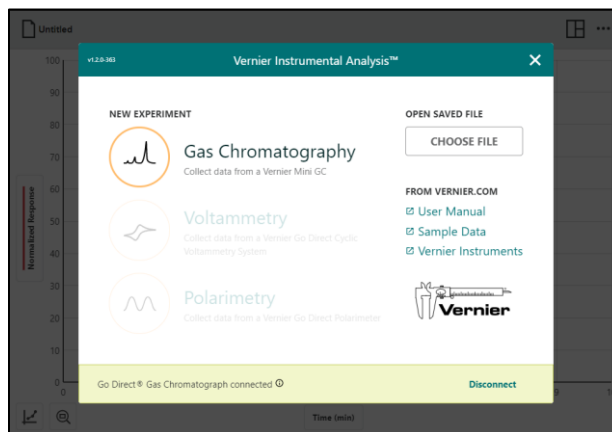 Untitled
v1.2.0-363
Vernier Instrumental Analysis™
NEW EXPERIMENT
Gas Chromatography
Collect data from a Vernier Mini GC
Voltammetry
Collect data from a Vernier Go Direct Cyclic
Voltammetry System
Polarimetry
Collect data from a Vernier Go Direct Polarimeter
OPEN SAVED FILE
CHOOSE FILE
FROM VERNIER.COM
User Manual
Sample Data
Vernier Instruments
Vernier
Go Direct® Gas Chromatograph connected
Disconnect
100
90
80
70
60
50
40
30
20
10
0
Normalized Response
0
Time (min)